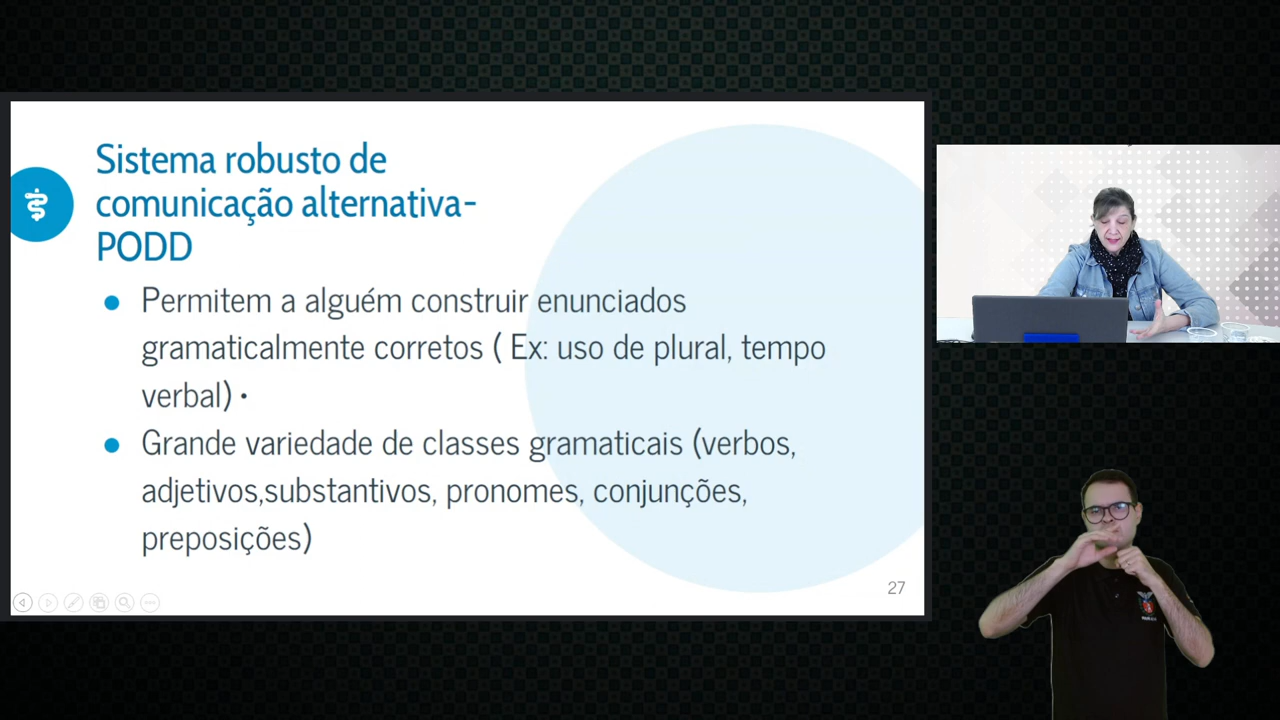 Sistema robusto de
comunicação alternativa-
PODD
Permitem a alguém construir enunciados
gramaticalmente corretos ( Ex: uso de plural, tempo
verbal) •
Grande variedade de classes gramaticais (verbos,
adjetivos,substantivos, pronomes, conjunções,
preposições)
27